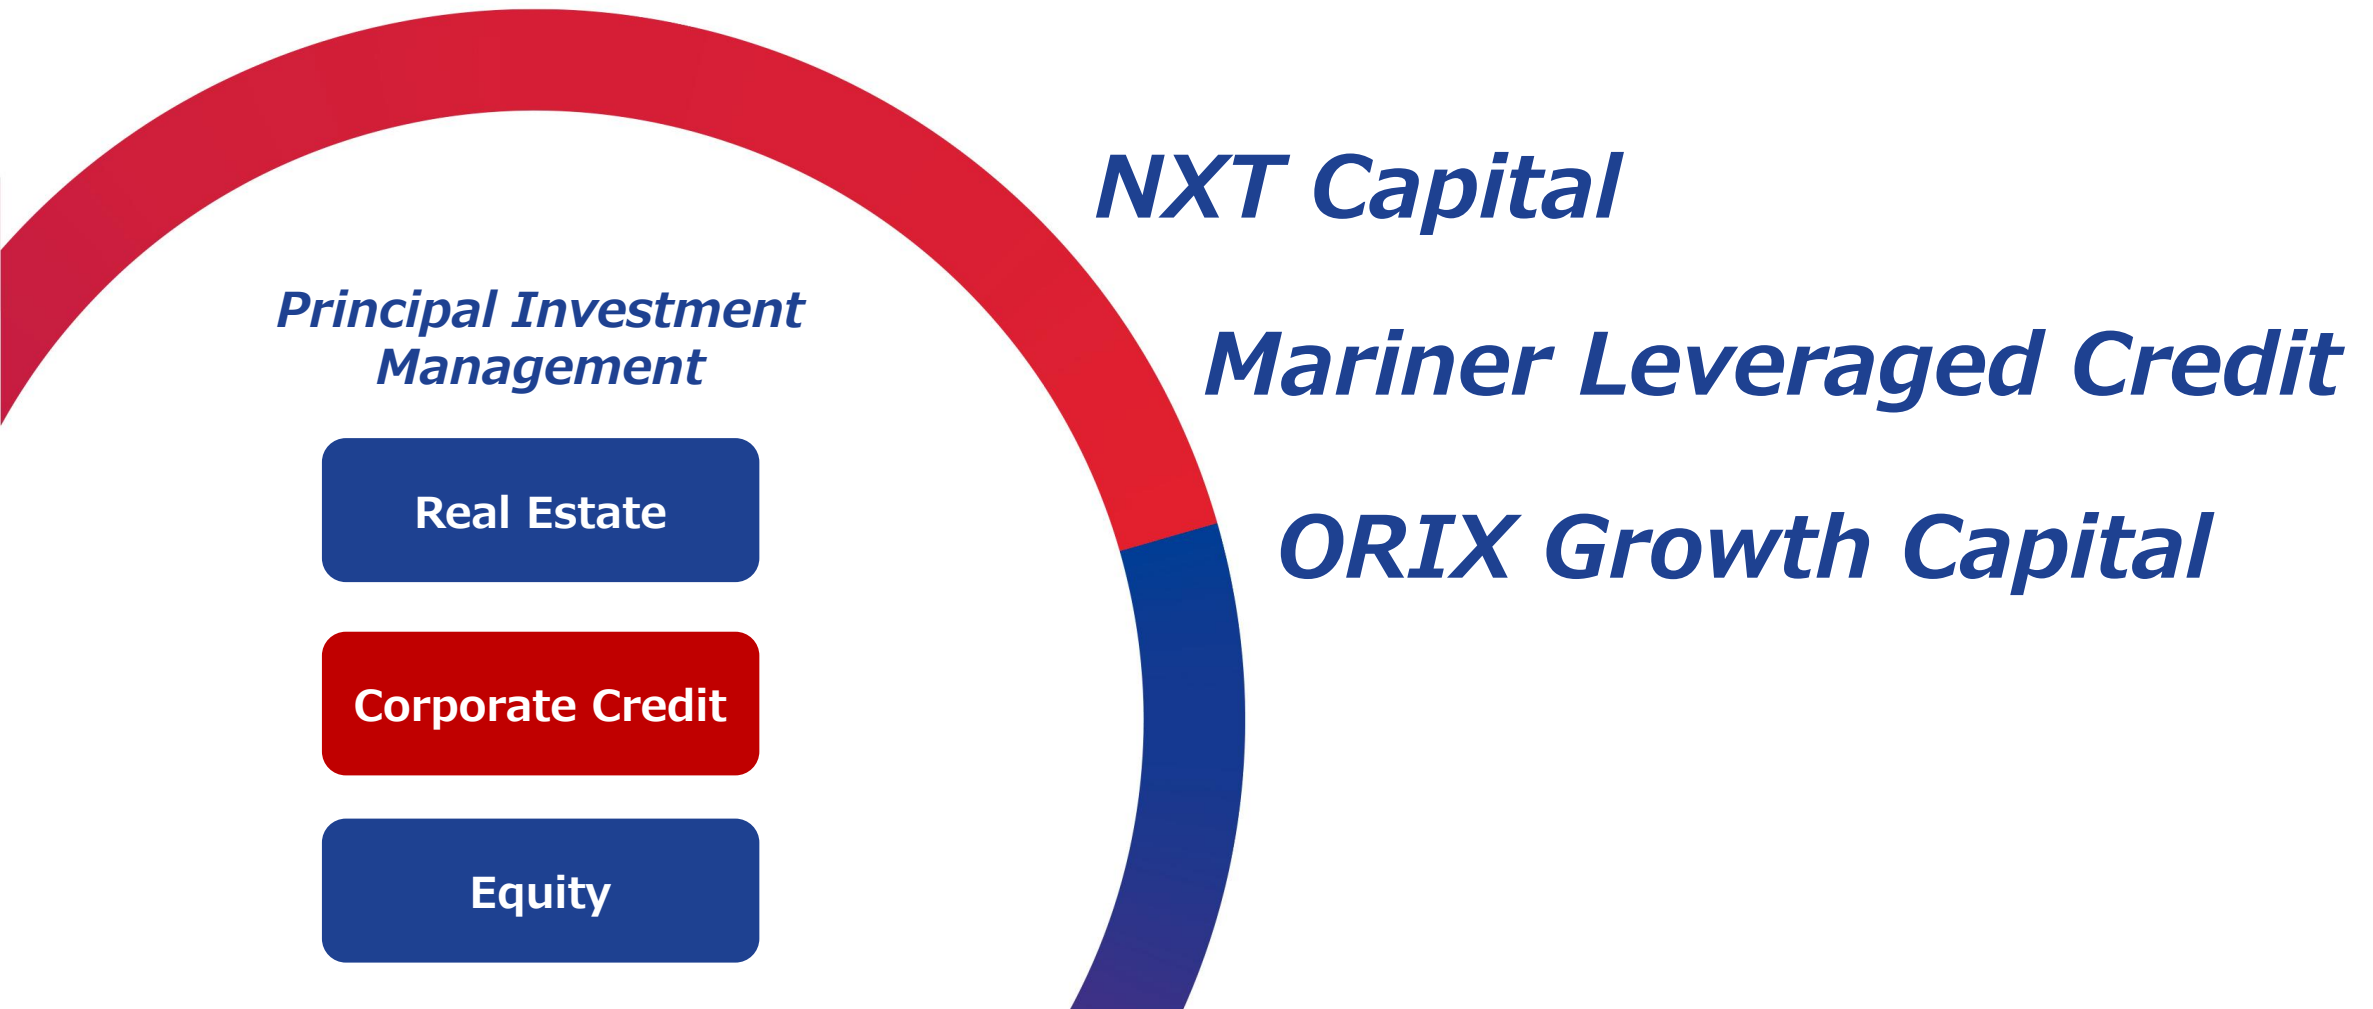 Principal Investment
Management
Real Estate
Corporate Credit
Equity
NXT Capital
Mariner Leveraged Credit
ORIX Growth Capital